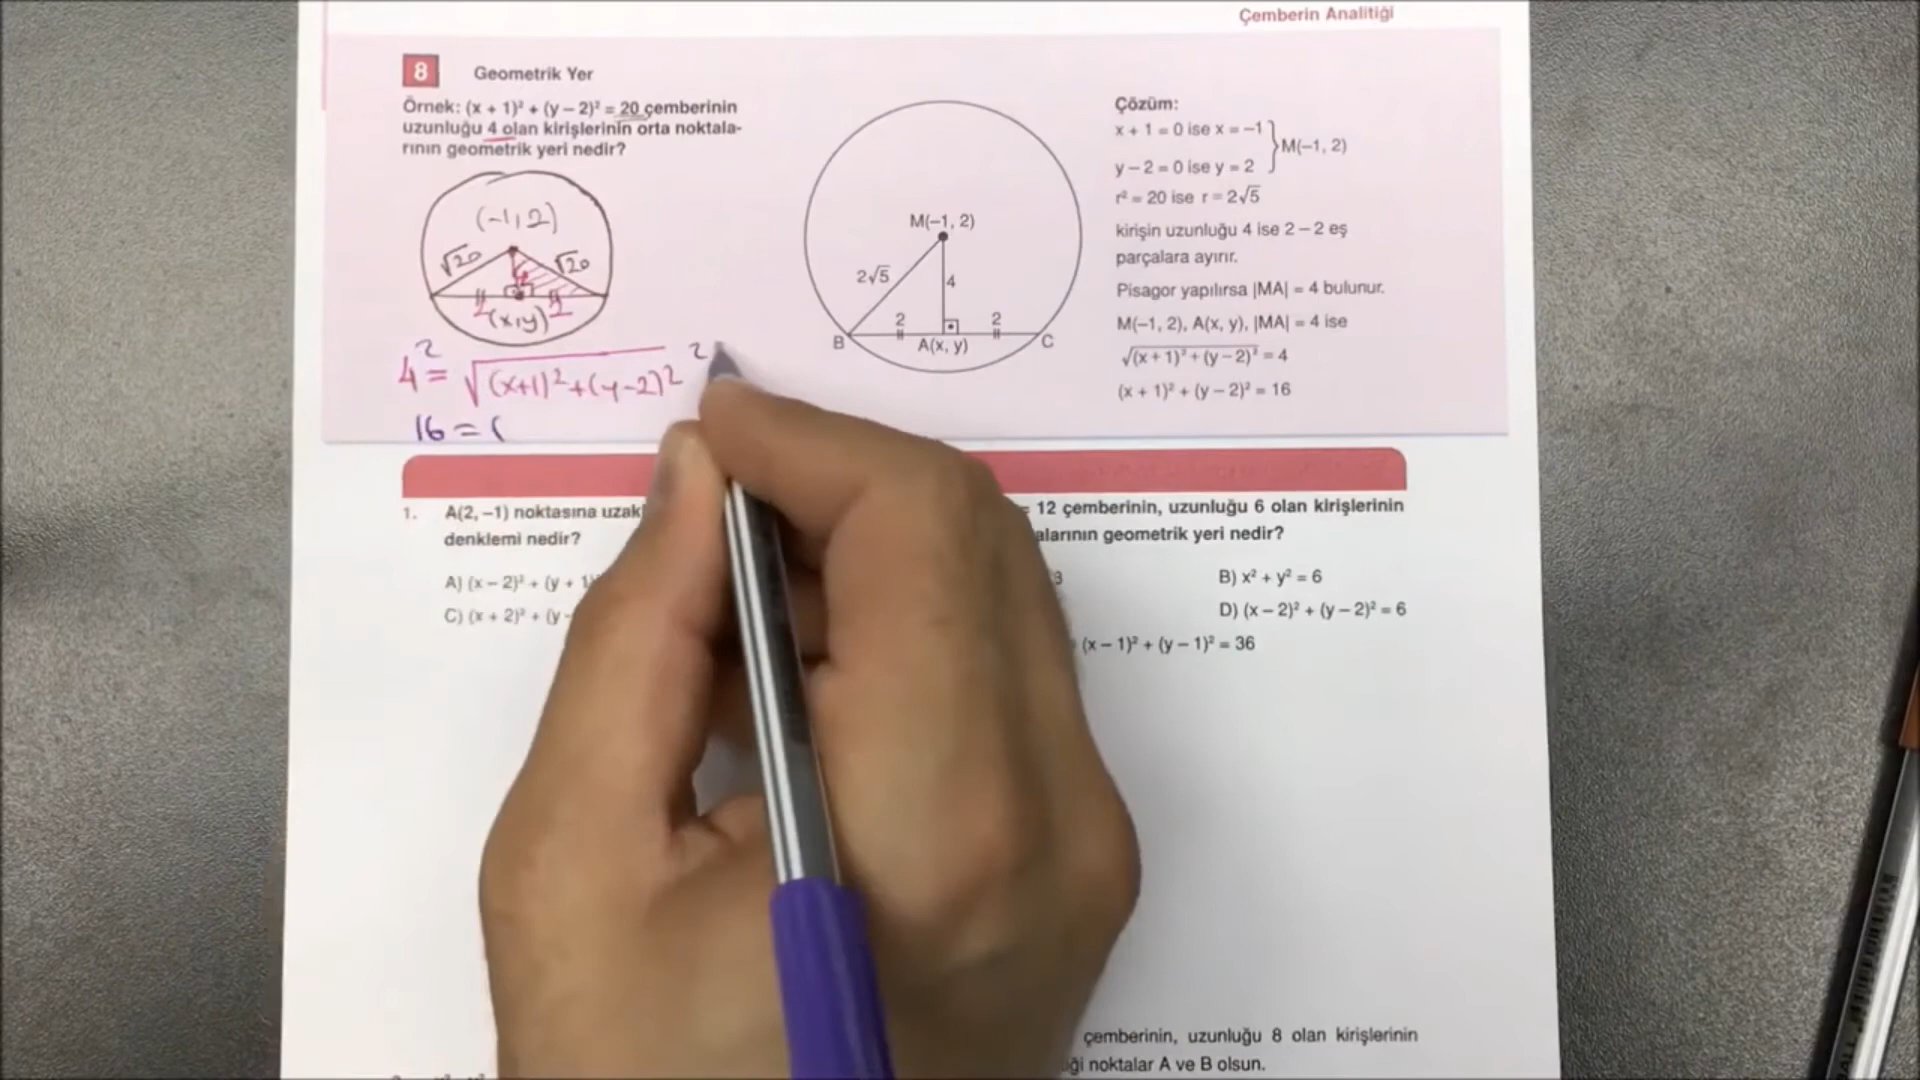 Çemberin Analitiği
8 Geometrik Yer
Örnek: (x + 1)² + (y – 2)² = 20 çemberinin
uzunluğu 4 olan kirişlerinin orta noktala-
rının geometrik yeri nedir?
(-1,2)
√20 √20
4
2 2
(x,y)
4² = √(x+1)²+(y-2)² ²
16 = (
M(–1, 2)
2√5 4
2 2
B A(x, y) C
Çözüm:
x + 1 = 0 ise x = –1
M(–1, 2)
y – 2 = 0 ise y = 2
r² = 20 ise r = 2√5
kirişin uzunluğu 4 ise 2 – 2 eş
parçalara ayırır.
Pisagor yapılırsa |MA| = 4 bulunur.
M(–1, 2), A(x, y), |MA| = 4 ise
√(x + 1)² + (y – 2)² = 4
(x + 1)² + (y – 2)² = 16
1. A(2, –1) noktasına
denklemi nedir?
A) (x – 2)² + (y + 1
C) (x + 2)² + (y
= 12 çemberinin, uzunluğu 6 olan kirişlerinin
geometrik yeri nedir?
B) x² + y² = 6
D) (x – 2)² + (y – 2)² = 6
(x – 1)² + (y – 1)² = 36
çemberinin, uzunluğu 8 olan kirişlerinin
noktalar A ve B olsun.